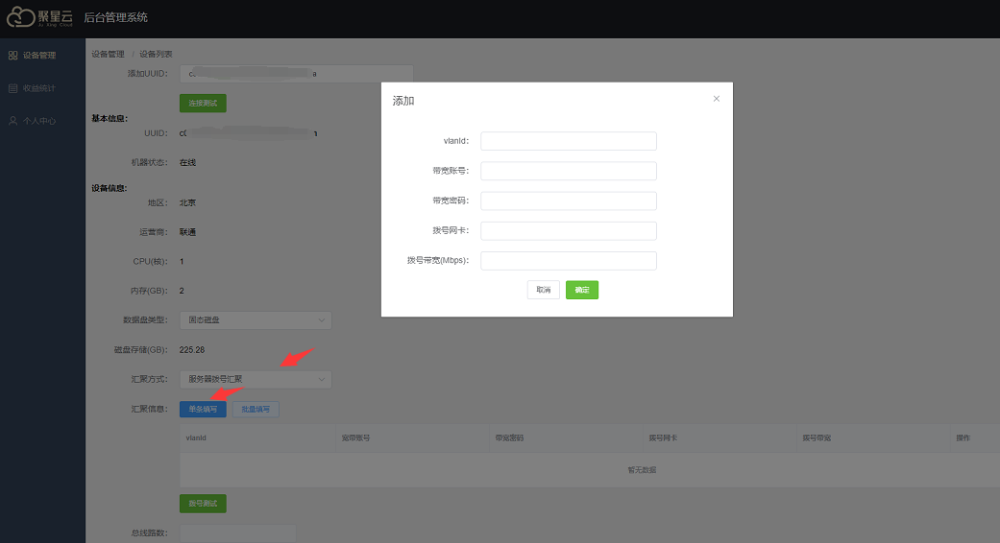 聚星云
Ju Xing Cloud
后台管理系统
设备管理
收益统计
个人中心
设备管理 / 设备列表
添加UUID:
连接测试
基本信息:
UUID:
机器状态: 在线
设备信息:
地区: 北京
运营商: 联通
CPU(核): 1
内存(GB): 2
数据盘类型: 固态磁盘
磁盘存储(GB): 225.28
汇聚方式: 服务器拨号汇聚
汇聚信息: 单条填写 批量填写
vlanId 宽带账号 带宽密码 拨号网卡 拨号带宽 操作
暂无数据
拨号测试
总线路数:
添加 ×
vlanId:
带宽账号:
带宽密码:
拨号网卡:
拨号带宽(Mbps):
取消 确定